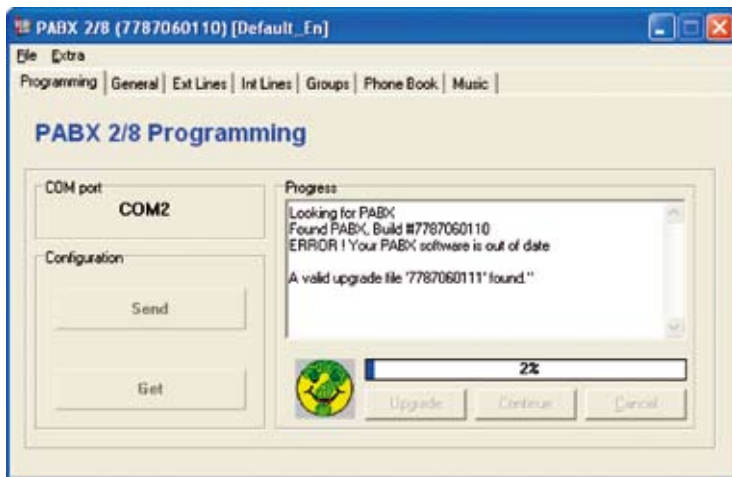 PABX 2/8 (7787060110) [Default_En]
File Extra
Programming General Ext Lines Int Lines Groups Phone Book Music
PABX 2/8 Programming
COM port
COM2
Configuration
Send
Get
Progress
Looking for PABX
Found PABX, Build #7787060110
ERROR ! Your PABX software is out of date
A valid upgrade file '7787060111' found."
2%
Upgrade Continue Cancel